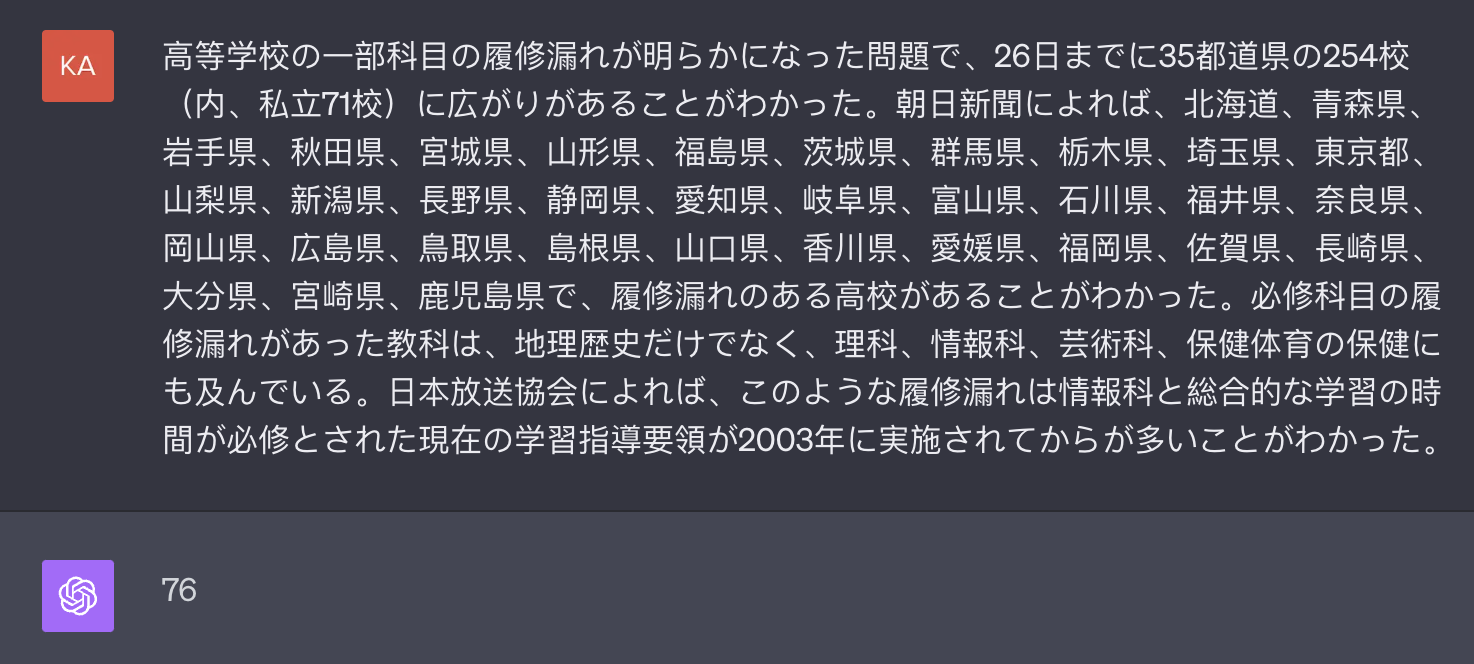 KA
高等学校の一部科目の履修漏れが明らかになった問題で、26日までに35都道県の254校
（内、私立71校）に広がりがあることがわかった。朝日新聞によれば、北海道、青森県、
岩手県、秋田県、宮城県、山形県、福島県、茨城県、群馬県、栃木県、埼玉県、東京都、
山梨県、新潟県、長野県、静岡県、愛知県、岐阜県、富山県、石川県、福井県、奈良県、
岡山県、広島県、鳥取県、島根県、山口県、香川県、愛媛県、福岡県、佐賀県、長崎県、
大分県、宮崎県、鹿児島県で、履修漏れのある高校があることがわかった。必修科目の履
修漏れがあった教科は、地理歴史だけでなく、理科、情報科、芸術科、保健体育の保健に
も及んでいる。日本放送協会によれば、このような履修漏れは情報科と総合的な学習の時
間が必修とされた現在の学習指導要領が2003年に実施されてからが多いことがわかった。
76